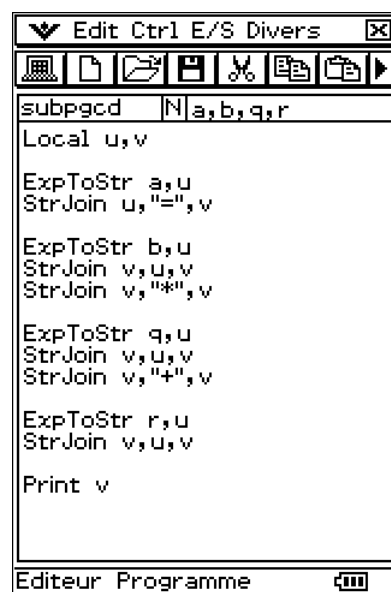 Edit Ctrl E/S Divers
subpgcd N a,b,q,r
Local u,v
ExpToStr a,u
StrJoin u,"=",v
ExpToStr b,u
StrJoin v,u,v
StrJoin v,"*",v
ExpToStr q,u
StrJoin v,u,v
StrJoin v,"+",v
ExpToStr r,u
StrJoin v,u,v
Print v
Editeur Programme